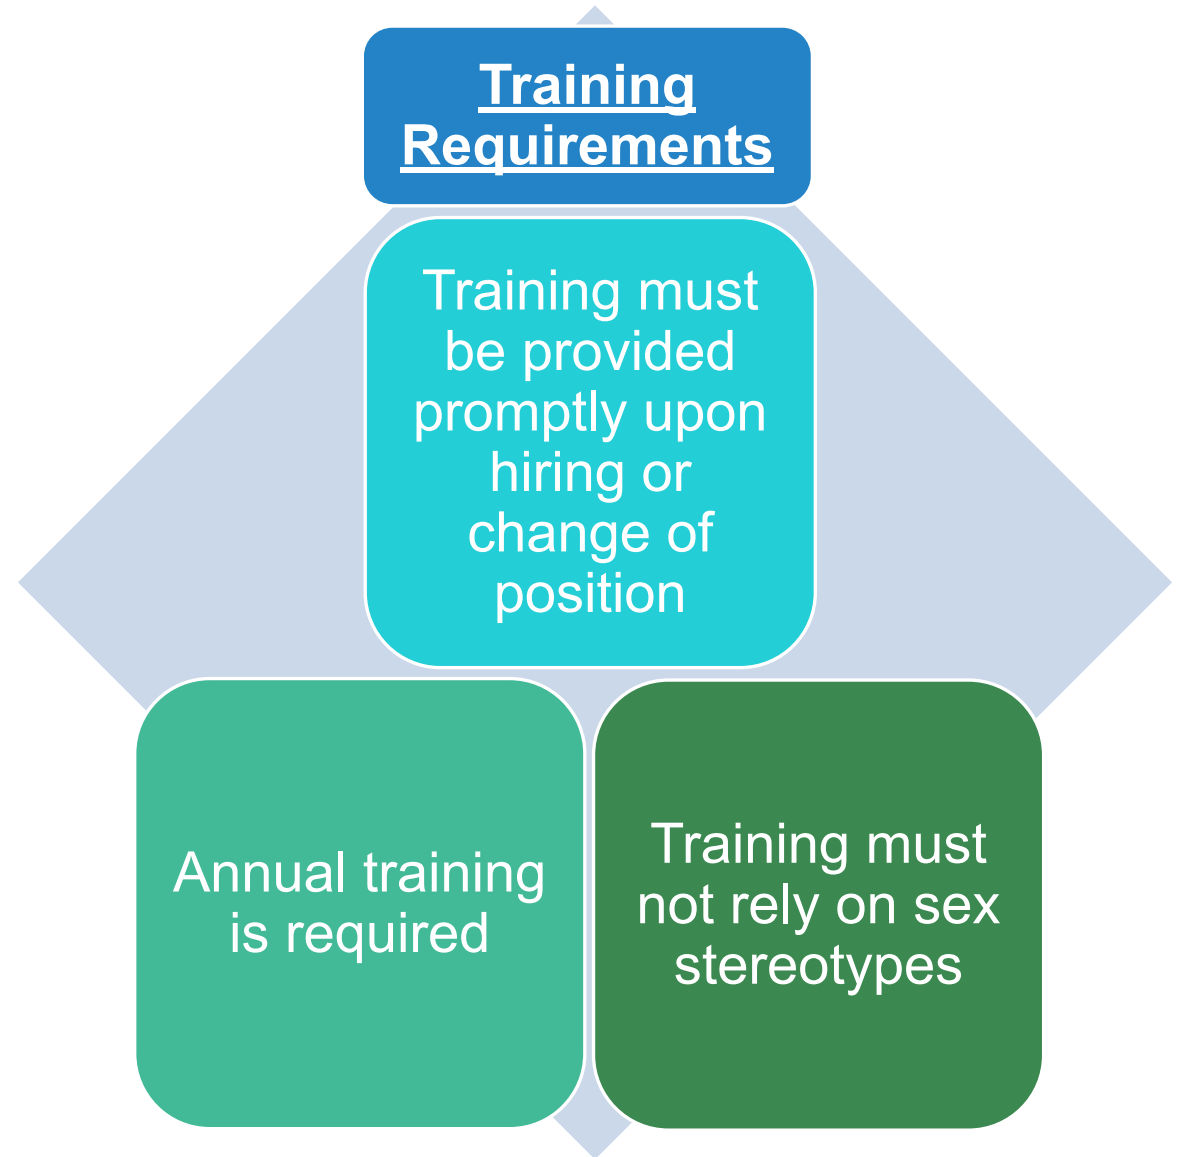 Training
Requirements
Training must
be provided
promptly upon
hiring or
change of
position
Annual training
is required
Training must
not rely on sex
stereotypes